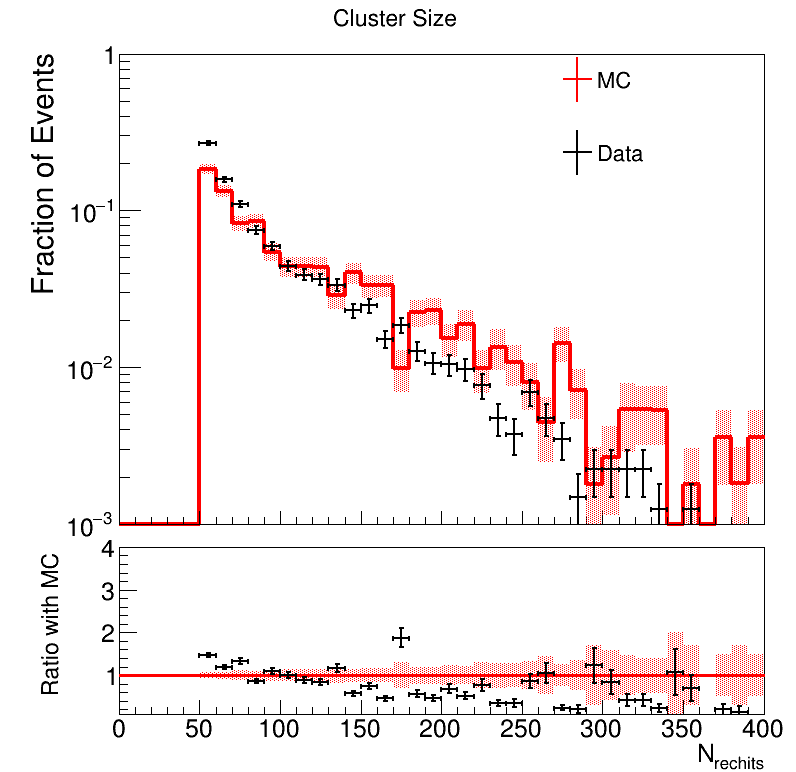 Cluster Size
Fraction of Events
1
10⁻¹
10⁻²
10⁻³
MC
Data
Ratio with MC
4
3
2
1
0 50 100 150 200 250 300 350 400
N_rechits